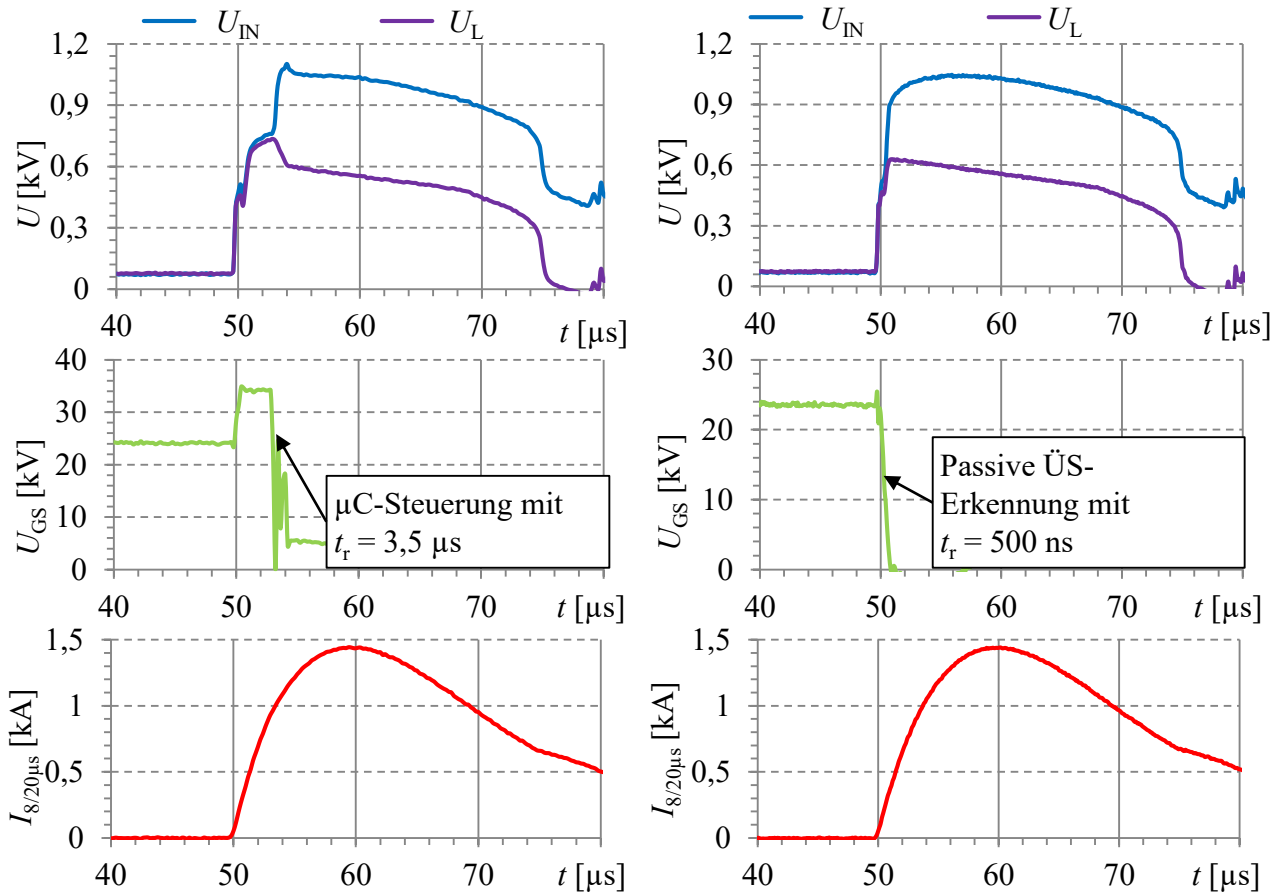 U_IN U_L
1,2
0,9
0,6
0,3
0
U [kV]
40 50 60 70 t [µs]
U_IN U_L
1,2
0,9
0,6
0,3
0
U [kV]
40 50 60 70 t [µs]
40
30
20
10
0
U_GS [kV]
µC-Steuerung mit
t_r = 3,5 µs
40 50 60 70 t [µs]
30
20
10
0
U_GS [kV]
Passive ÜS-
Erkennung mit
t_r = 500 ns
40 50 60 70 t [µs]
1,5
1
0,5
0
I_8/20µs [kA]
40 50 60 70 t [µs]
1,5
1
0,5
0
I_8/20µs [kA]
40 50 60 70 t [µs]